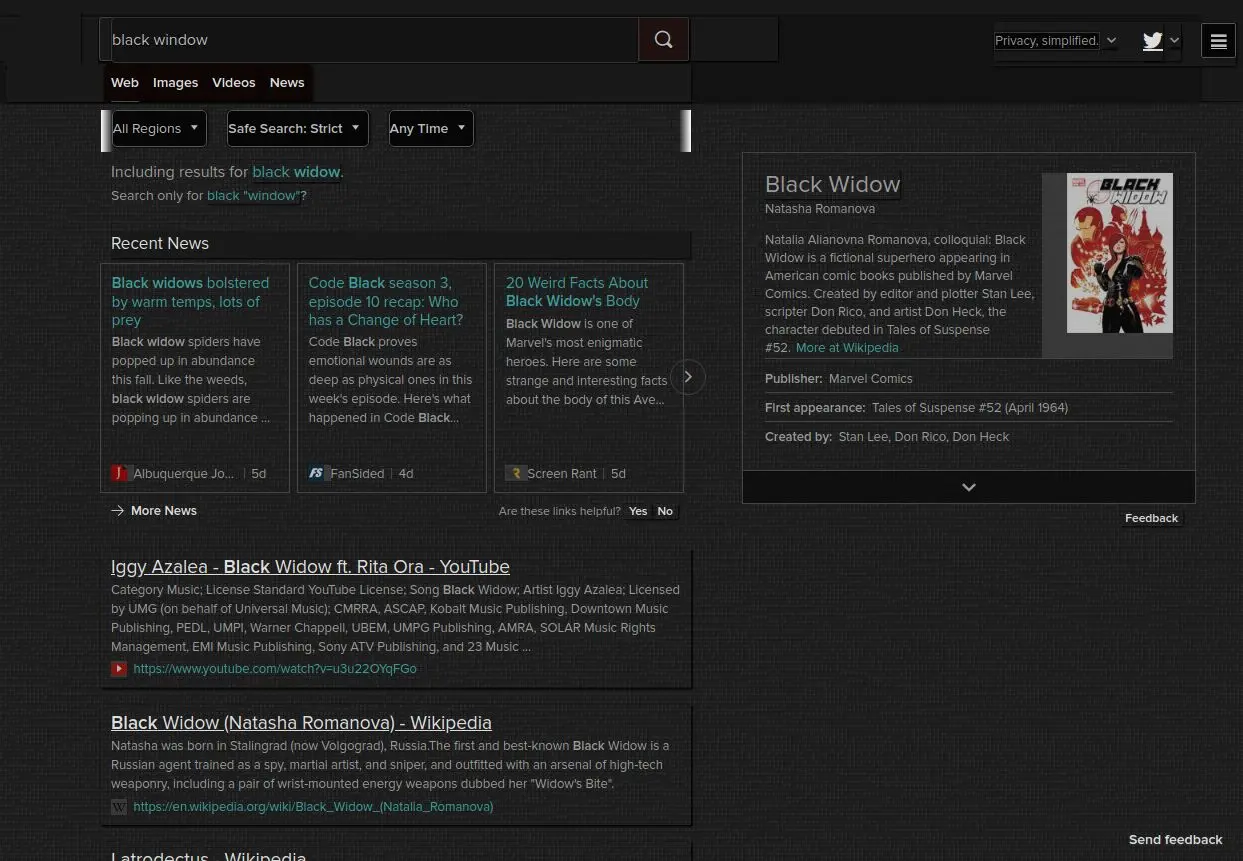 black window
Privacy, simplified.
Web Images Videos News
All Regions Safe Search: Strict Any Time
Including results for black widow.
Search only for black "window"?
Recent News
Black widows bolstered
by warm temps, lots of
prey
Black widow spiders have
popped up in abundance
this fall. Like the weeds,
black widow spiders are
popping up in abundance ...
Albuquerque Jo... | 5d
Code Black season 3,
episode 10 recap: Who
has a Change of Heart?
Code Black proves
emotional wounds are as
deep as physical ones in this
week's episode. Here's what
happened in Code Black...
FS FanSided | 4d
20 Weird Facts About
Black Widow's Body
Black Widow is one of
Marvel's most enigmatic
heroes. Here are some
strange and interesting facts
about the body of this Ave...
Screen Rant | 5d
More News
Are these links helpful? Yes No
Iggy Azalea - Black Widow ft. Rita Ora - YouTube
Category Music; License Standard YouTube License; Song Black Widow; Artist Iggy Azalea; Licensed
by UMG (on behalf of Universal Music); CMRRA, ASCAP, Kobalt Music Publishing, Downtown Music
Publishing, PEDL, UMPI, Warner Chappell, UBEM, UMPG Publishing, AMRA, SOLAR Music Rights
Management, EMI Music Publishing, Sony ATV Publishing, and 23 Music ...
https://www.youtube.com/watch?v=u3u22OYqFGo
Black Widow (Natasha Romanova) - Wikipedia
Natasha was born in Stalingrad (now Volgograd), Russia.The first and best-known Black Widow is a
Russian agent trained as a spy, martial artist, and sniper, and outfitted with an arsenal of high-tech
weaponry, including a pair of wrist-mounted energy weapons dubbed her "Widow's Bite".
W https://en.wikipedia.org/wiki/Black_Widow_(Natalia_Romanova)
Latrodectus - Wikipedia
Black Widow
Natasha Romanova
Natalia Alianovna Romanova, colloquial: Black
Widow is a fictional superhero appearing in
American comic books published by Marvel
Comics. Created by editor and plotter Stan Lee,
scripter Don Rico, and artist Don Heck, the
character debuted in Tales of Suspense
#52. More at Wikipedia
BLACK
WIDOW
Publisher: Marvel Comics
First appearance: Tales of Suspense #52 (April 1964)
Created by: Stan Lee, Don Rico, Don Heck
Feedback
Send feedback